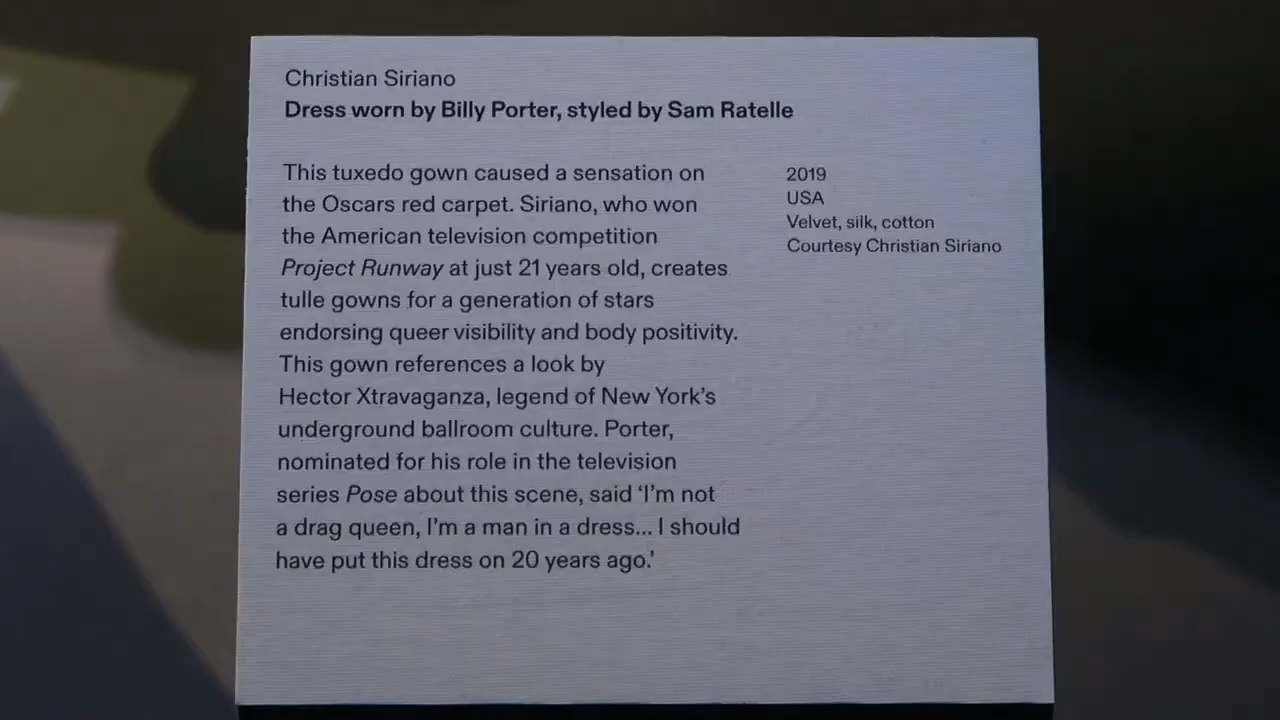 Christian Siriano
Dress worn by Billy Porter, styled by Sam Ratelle
This tuxedo gown caused a sensation on
the Oscars red carpet. Siriano, who won
the American television competition
Project Runway at just 21 years old, creates
tulle gowns for a generation of stars
endorsing queer visibility and body positivity.
This gown references a look by
Hector Xtravaganza, legend of New York’s
underground ballroom culture. Porter,
nominated for his role in the television
series Pose about this scene, said ‘I’m not
a drag queen, I’m a man in a dress... I should
have put this dress on 20 years ago.’
2019
USA
Velvet, silk, cotton
Courtesy Christian Siriano